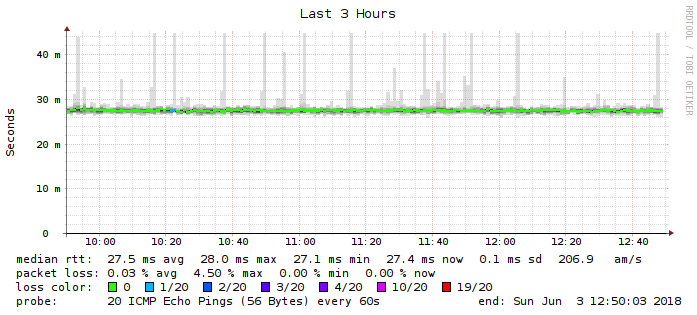 Last 3 Hours
RRDTOOL / TOBI OETIKER
Seconds
40 m
30 m
20 m
10 m
0
10:00 10:20 10:40 11:00 11:20 11:40 12:00 12:20 12:40
median rtt: 27.5 ms avg 28.0 ms max 27.1 ms min 27.4 ms now 0.1 ms sd 206.9 am/s
packet loss: 0.03 % avg 4.50 % max 0.00 % min 0.00 % now
loss color: 0 1/20 2/20 3/20 4/20 10/20 19/20
probe: 20 ICMP Echo Pings (56 Bytes) every 60s end: Sun Jun 3 12:50:03 2018